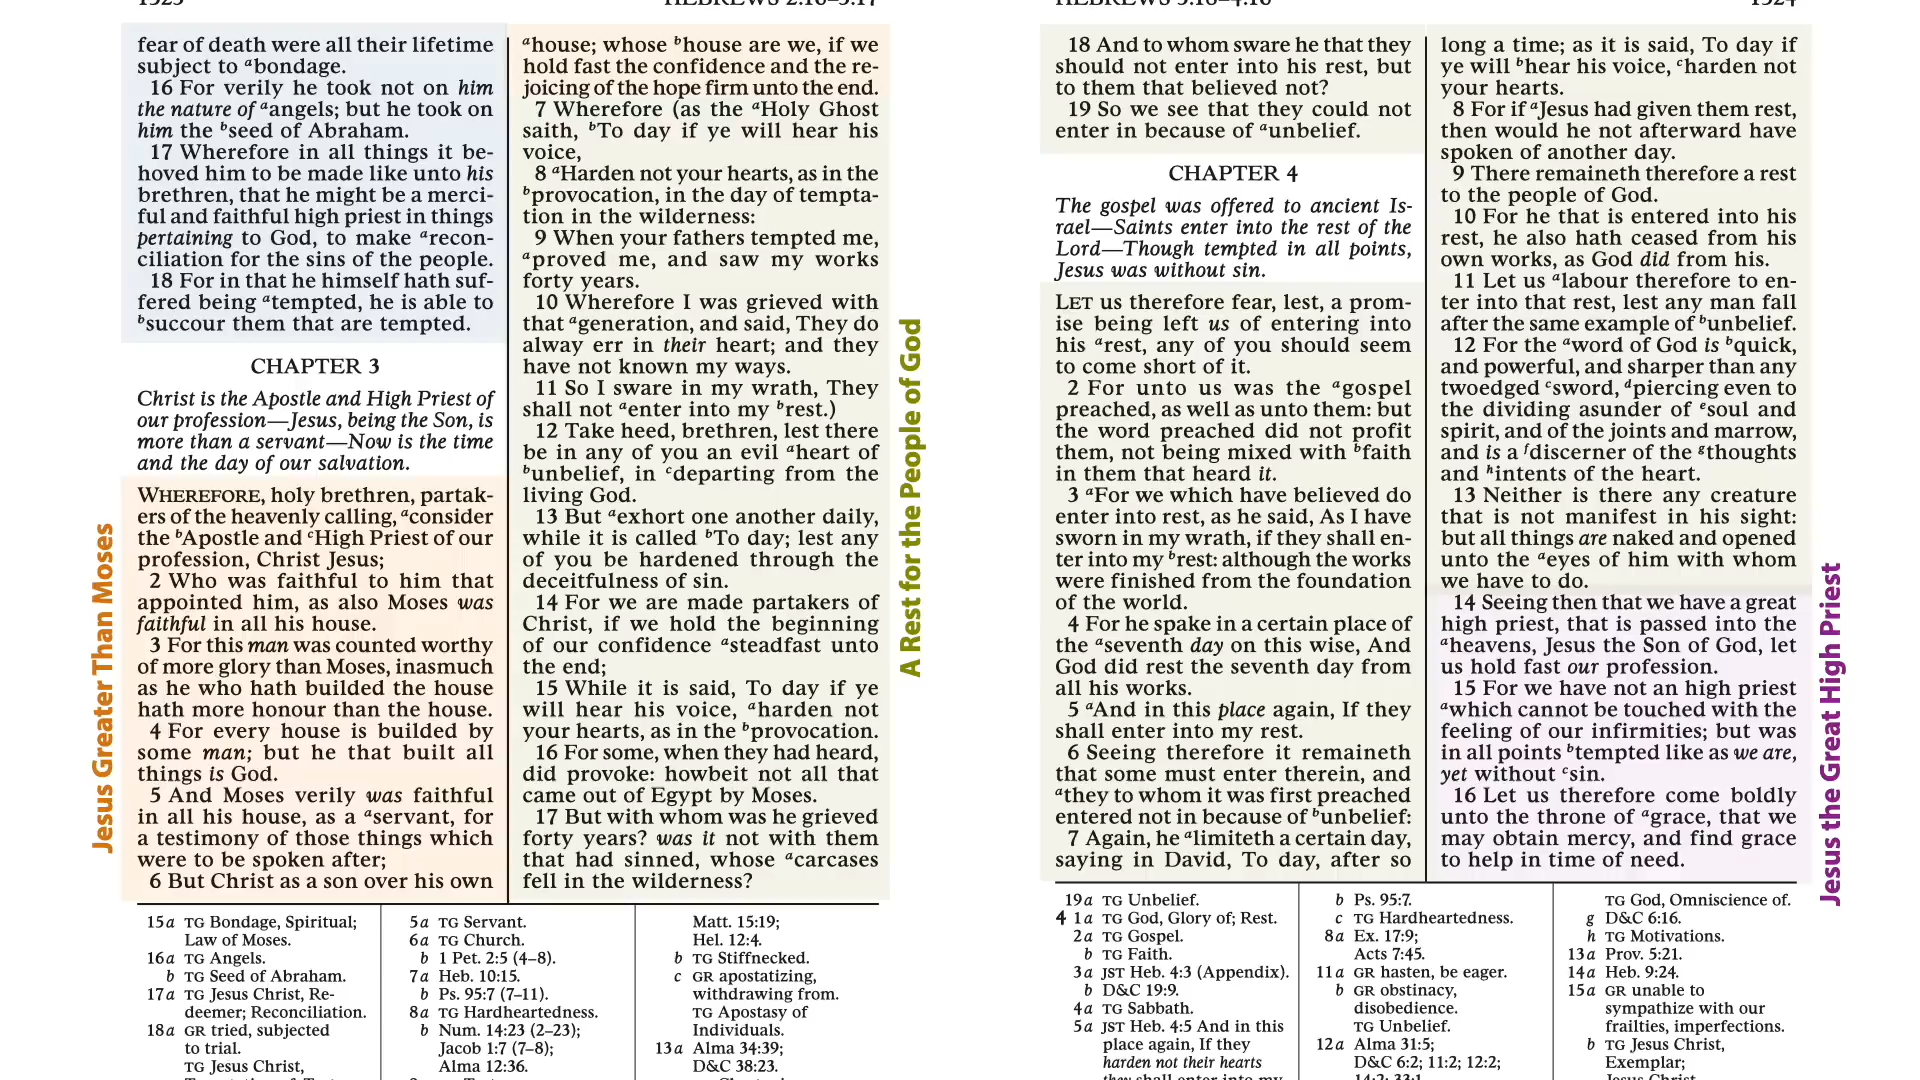 fear of death were all their lifetime
subject to ᵃbondage.
16 For verily he took not on him
the nature of ᵃangels; but he took on
him the ᵇseed of Abraham.
17 Wherefore in all things it be-
hoved him to be made like unto his
brethren, that he might be a merci-
ful and faithful high priest in things
pertaining to God, to make ᵃrecon-
ciliation for the sins of the people.
18 For in that he himself hath suf-
fered being ᵃtempted, he is able to
ᵇsuccour them that are tempted.
CHAPTER 3
Christ is the Apostle and High Priest of
our profession—Jesus, being the Son, is
more than a servant—Now is the time
and the day of our salvation.
WHEREFORE, holy brethren, partak-
ers of the heavenly calling, ᵃconsider
the ᵇApostle and ᶜHigh Priest of our
profession, Christ Jesus;
2 Who was faithful to him that
appointed him, as also Moses was
faithful in all his house.
3 For this man was counted worthy
of more glory than Moses, inasmuch
as he who hath builded the house
hath more honour than the house.
4 For every house is builded by
some man; but he that built all
things is God.
5 And Moses verily was faithful
in all his house, as a ᵃservant, for
a testimony of those things which
were to be spoken after;
6 But Christ as a son over his own
Jesus Greater Than Moses
ᵃhouse; whose ᵇhouse are we, if we
hold fast the confidence and the re-
joicing of the hope firm unto the end.
7 Wherefore (as the ᵃHoly Ghost
saith, ᵇTo day if ye will hear his
voice,
8 ᵃHarden not your hearts, as in the
ᵇprovocation, in the day of tempta-
tion in the wilderness:
9 When your fathers tempted me,
ᵃproved me, and saw my works
forty years.
10 Wherefore I was grieved with
that ᵃgeneration, and said, They do
alway err in their heart; and they
have not known my ways.
11 So I sware in my wrath, They
shall not ᵃenter into my ᵇrest.)
12 Take heed, brethren, lest there
be in any of you an evil ᵃheart of
ᵇunbelief, in ᶜdeparting from the
living God.
13 But ᵃexhort one another daily,
while it is called ᵇTo day; lest any
of you be hardened through the
deceitfulness of sin.
14 For we are made partakers of
Christ, if we hold the beginning
of our confidence ᵃsteadfast unto
the end;
15 While it is said, To day if ye
will hear his voice, ᵃharden not
your hearts, as in the ᵇprovocation.
16 For some, when they had heard,
did provoke: howbeit not all that
came out of Egypt by Moses.
17 But with whom was he grieved
forty years? was it not with them
that had sinned, whose ᵃcarcases
fell in the wilderness?
A Rest for the People of God
15a TG Bondage, Spiritual;
Law of Moses.
16a TG Angels.
b TG Seed of Abraham.
17a TG Jesus Christ, Re-
deemer; Reconciliation.
18a GR tried, subjected
to trial.
TG Jesus Christ,
5a TG Servant.
6a TG Church.
b 1 Pet. 2:5 (4–8).
7a Heb. 10:15.
b Ps. 95:7 (7–11).
8a TG Hardheartedness.
b Num. 14:23 (2–23);
Jacob 1:7 (7–8);
Alma 12:36.
Matt. 15:19;
Hel. 12:4.
b TG Stiffnecked.
c GR apostatizing,
withdrawing from.
TG Apostasy of
Individuals.
13a Alma 34:39;
D&C 38:23.
18 And to whom sware he that they
should not enter into his rest, but
to them that believed not?
19 So we see that they could not
enter in because of ᵃunbelief.
CHAPTER 4
The gospel was offered to ancient Is-
rael—Saints enter into the rest of the
Lord—Though tempted in all points,
Jesus was without sin.
LET us therefore fear, lest, a prom-
ise being left us of entering into
his ᵃrest, any of you should seem
to come short of it.
2 For unto us was the ᵃgospel
preached, as well as unto them: but
the word preached did not profit
them, not being mixed with ᵇfaith
in them that heard it.
3 ᵃFor we which have believed do
enter into rest, as he said, As I have
sworn in my wrath, if they shall en-
ter into my ᵇrest: although the works
were finished from the foundation
of the world.
4 For he spake in a certain place of
the ᵃseventh day on this wise, And
God did rest the seventh day from
all his works.
5 ᵃAnd in this place again, If they
shall enter into my rest.
6 Seeing therefore it remaineth
that some must enter therein, and
ᵃthey to whom it was first preached
entered not in because of ᵇunbelief:
7 Again, he ᵃlimiteth a certain day,
saying in David, To day, after so
long a time; as it is said, To day if
ye will ᵇhear his voice, ᶜharden not
your hearts.
8 For if ᵃJesus had given them rest,
then would he not afterward have
spoken of another day.
9 There remaineth therefore a rest
to the people of God.
10 For he that is entered into his
rest, he also hath ceased from his
own works, as God did from his.
11 Let us ᵃlabour therefore to en-
ter into that rest, lest any man fall
after the same example of ᵇunbelief.
12 For the ᵃword of God is ᵇquick,
and powerful, and sharper than any
twoedged ᶜsword, ᵈpiercing even to
the dividing asunder of ᵉsoul and
spirit, and of the joints and marrow,
and is a ᶠdiscerner of the ᵍthoughts
and ʰintents of the heart.
13 Neither is there any creature
that is not manifest in his sight:
but all things are naked and opened
unto the ᵃeyes of him with whom
we have to do.
14 Seeing then that we have a great
high priest, that is passed into the
ᵃheavens, Jesus the Son of God, let
us hold fast our profession.
15 For we have not an high priest
ᵃwhich cannot be touched with the
feeling of our infirmities; but was
in all points ᵇtempted like as we are,
yet without ᶜsin.
16 Let us therefore come boldly
unto the throne of ᵃgrace, that we
may obtain mercy, and find grace
to help in time of need.
Jesus the Great High Priest
19a TG Unbelief.
4 1a TG God, Glory of; Rest.
2a TG Gospel.
b TG Faith.
3a JST Heb. 4:3 (Appendix).
b D&C 19:9.
4a TG Sabbath.
5a JST Heb. 4:5 And in this
place again, If they
harden not their hearts
they shall enter into my
b Ps. 95:7.
c TG Hardheartedness.
8a Ex. 17:9;
Acts 7:45.
11a GR hasten, be eager.
b GR obstinacy,
disobedience.
TG Unbelief.
12a Alma 31:5;
D&C 6:2; 11:2; 12:2;
TG God, Omniscience of.
g D&C 6:16.
h TG Motivations.
13a Prov. 5:21.
14a Heb. 9:24.
15a GR unable to
sympathize with our
frailties, imperfections.
b TG Jesus Christ,
Exemplar;